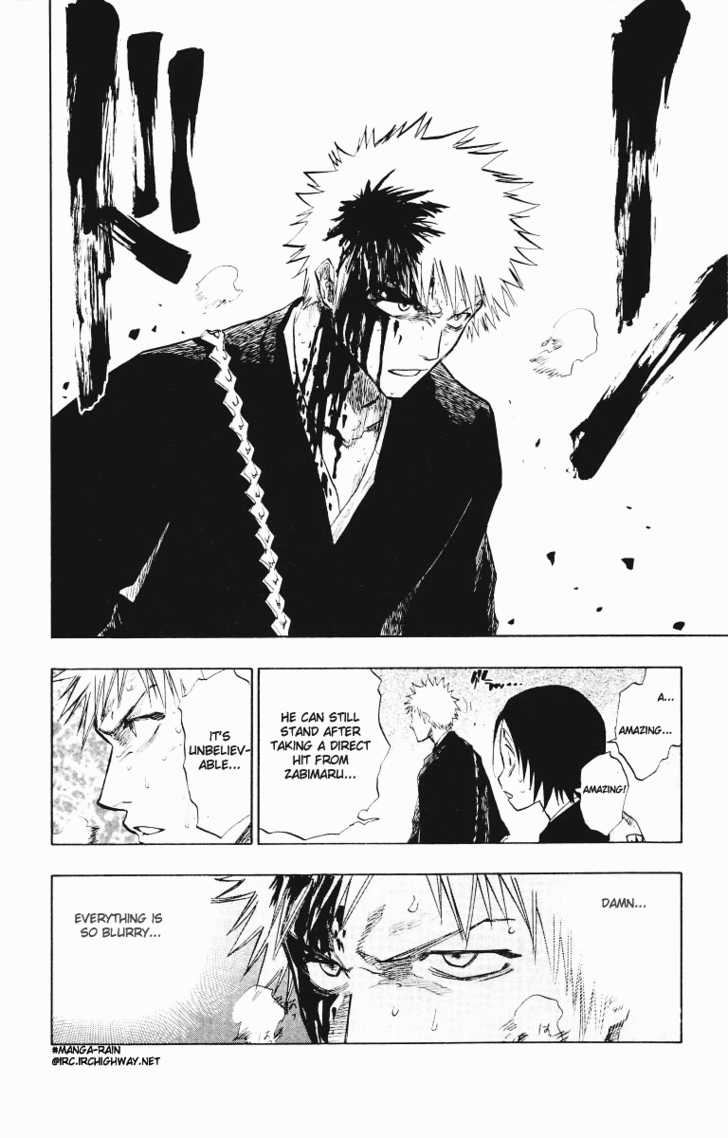 A...
AMAZING...
AMAZING!
HE CAN STILL
STAND AFTER
TAKING A DIRECT
HIT FROM
ZABIMARU...
IT'S
UNBELIEV-
ABLE...
DAMN...
EVERYTHING IS
SO BLURRY...
#MANGA-RAIN
@IRC.IRCHIGHWAY.NET